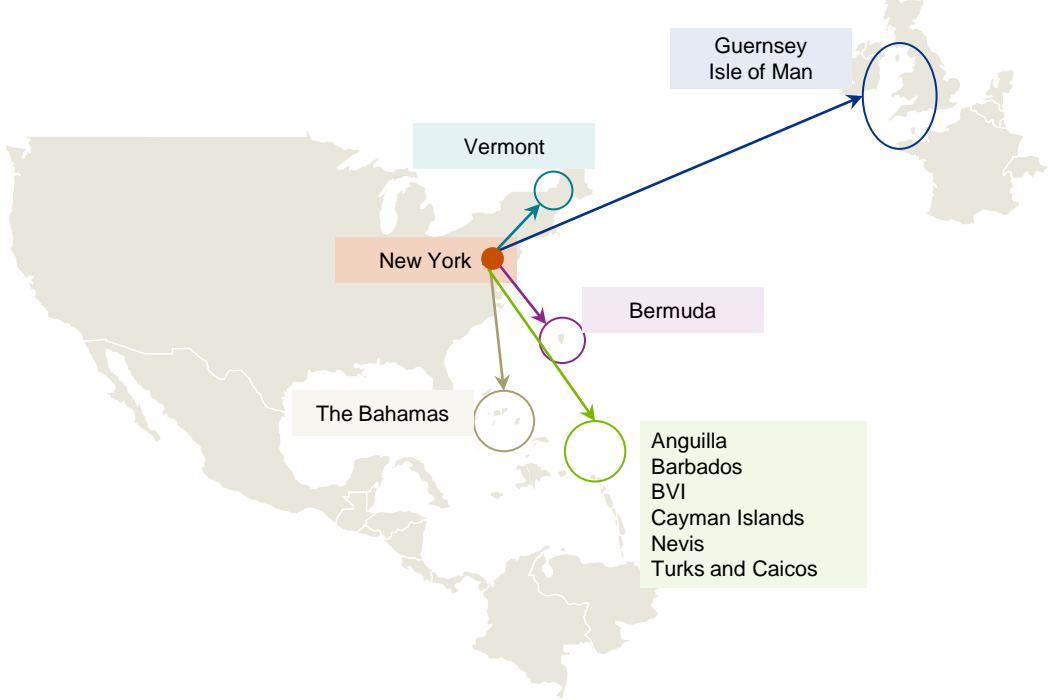 Guernsey
Isle of Man
Vermont
New York
Bermuda
The Bahamas
Anguilla
Barbados
BVI
Cayman Islands
Nevis
Turks and Caicos